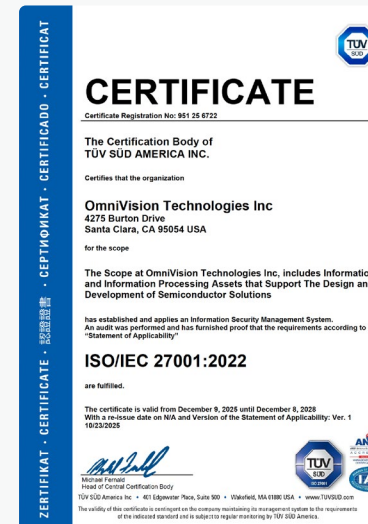 ZERTIFIKAT • CERTIFICATE • 認證證書 • СЕРТИФИКАТ • CERTIFICADO • CERTIFICAT
TÜV
SÜD
CERTIFICATE
Certificate Registration No: 951 25 6722
The Certification Body of
TÜV SÜD AMERICA INC.
Certifies that the organization
OmniVision Technologies Inc
4275 Burton Drive
Santa Clara, CA 95054 USA
for the scope
The Scope at OmniVision Technologies Inc, includes Informatio
and Information Processing Assets that Support The Design an
Development of Semiconductor Solutions
has established and applies an Information Security Management System.
An audit was performed and has furnished proof that the requirements according to
“Statement of Applicability”
ISO/IEC 27001:2022
are fulfilled.
The certificate is valid from December 9, 2025 until December 8, 2028
With a re-issue date on N/A and Version of the Statement of Applicability: Ver. 1
10/23/2025
Michael Fernald
Head of Central Certification Body
TÜV
SÜD
ISO 27001
AN
TÜV SÜD America Inc • 401 Edgewater Place, Suite 500 • Wakefield, MA 01880 USA • www.TUVSUD.com
The validity of this certificate is contingent on the company maintaining its management system to the requirements
of the indicated standard and is subject to regular monitoring by TÜV SÜD America.